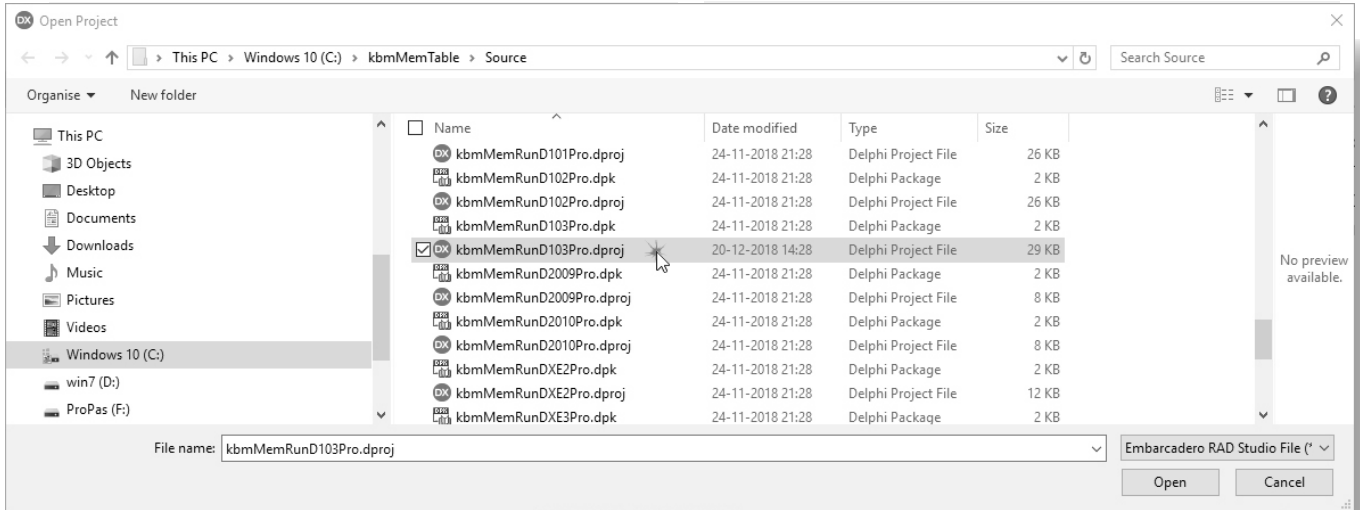 DX Open Project
This PC > Windows 10 (C:) > kbmMemTable > Source
Search Source
Organise New folder
This PC
3D Objects
Desktop
Documents
Downloads
Music
Pictures
Videos
Windows 10 (C:)
win7 (D:)
ProPas (F:)
Name Date modified Type Size
DX kbmMemRunD101Pro.dproj 24-11-2018 21:28 Delphi Project File 26 KB
kbmMemRunD102Pro.dpk 24-11-2018 21:28 Delphi Package 2 KB
DX kbmMemRunD102Pro.dproj 24-11-2018 21:28 Delphi Project File 26 KB
kbmMemRunD103Pro.dpk 24-11-2018 21:28 Delphi Package 2 KB
DX kbmMemRunD103Pro.dproj 20-12-2018 14:28 Delphi Project File 29 KB
kbmMemRunD2009Pro.dpk 24-11-2018 21:28 Delphi Package 2 KB
DX kbmMemRunD2009Pro.dproj 24-11-2018 21:28 Delphi Project File 8 KB
kbmMemRunD2010Pro.dpk 24-11-2018 21:28 Delphi Package 2 KB
DX kbmMemRunD2010Pro.dproj 24-11-2018 21:28 Delphi Project File 8 KB
kbmMemRunDXE2Pro.dpk 24-11-2018 21:28 Delphi Package 2 KB
DX kbmMemRunDXE2Pro.dproj 24-11-2018 21:28 Delphi Project File 12 KB
kbmMemRunDXE3Pro.dpk 24-11-2018 21:28 Delphi Package 2 KB
No preview
available.
File name: kbmMemRunD103Pro.dproj
Embarcadero RAD Studio File (*
Open Cancel